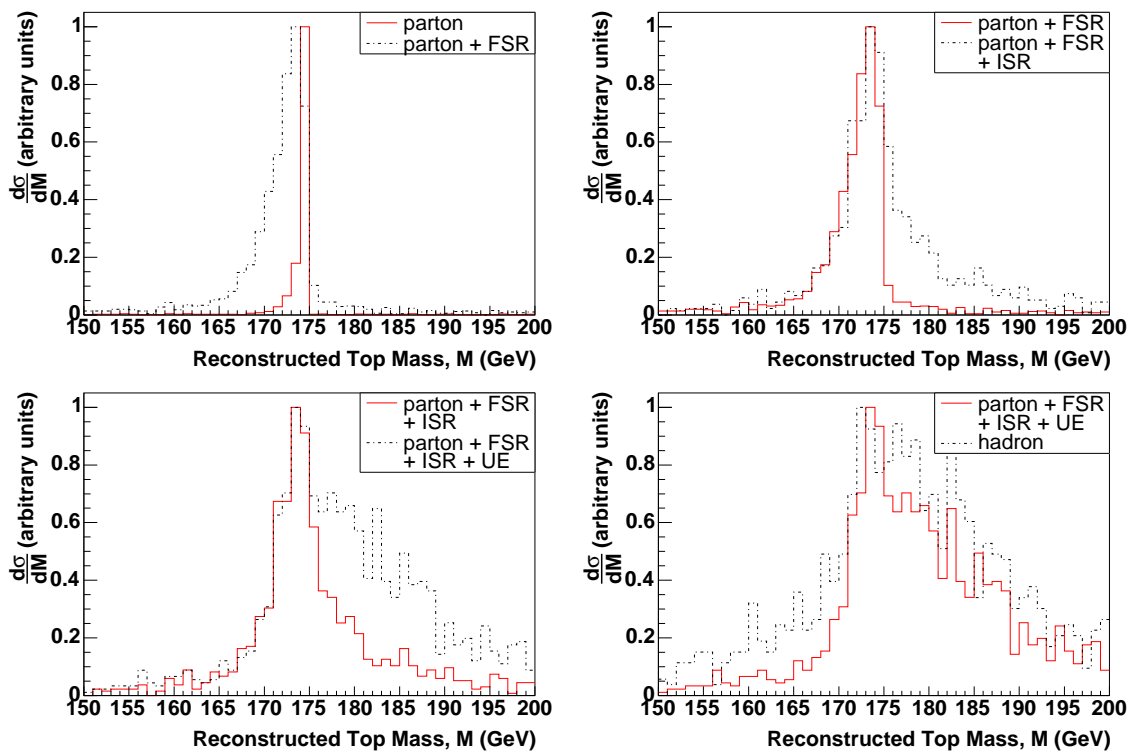 dσ
dM (arbitrary units)
1
0.8
0.6
0.4
0.2
0
parton
parton + FSR
150 155 160 165 170 175 180 185 190 195 200
Reconstructed Top Mass, M (GeV)
dσ
dM (arbitrary units)
1
0.8
0.6
0.4
0.2
0
parton + FSR
parton + FSR
+ ISR
150 155 160 165 170 175 180 185 190 195 200
Reconstructed Top Mass, M (GeV)
dσ
dM (arbitrary units)
1
0.8
0.6
0.4
0.2
0
parton + FSR
+ ISR
parton + FSR
+ ISR + UE
150 155 160 165 170 175 180 185 190 195 200
Reconstructed Top Mass, M (GeV)
dσ
dM (arbitrary units)
1
0.8
0.6
0.4
0.2
0
parton + FSR
+ ISR + UE
hadron
150 155 160 165 170 175 180 185 190 195 200
Reconstructed Top Mass, M (GeV)